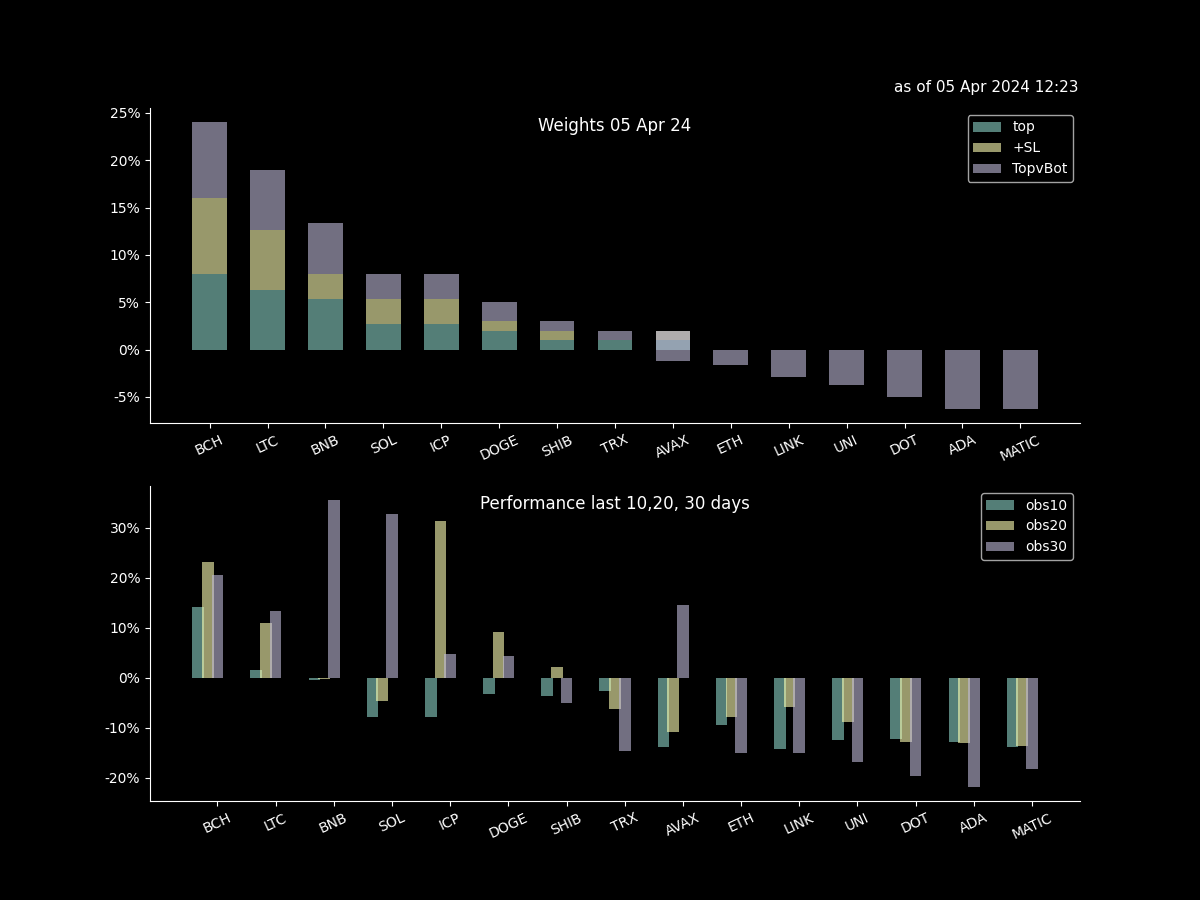 as of 05 Apr 2024 12:23
Weights 05 Apr 24
top
+SL
TopvBot
25%
20%
15%
10%
5%
0%
-5%
BCH LTC BNB SOL ICP DOGE SHIB TRX AVAX ETH LINK UNI DOT ADA MATIC
Performance last 10,20, 30 days
obs10
obs20
obs30
30%
20%
10%
0%
-10%
-20%
BCH LTC BNB SOL ICP DOGE SHIB TRX AVAX ETH LINK UNI DOT ADA MATIC